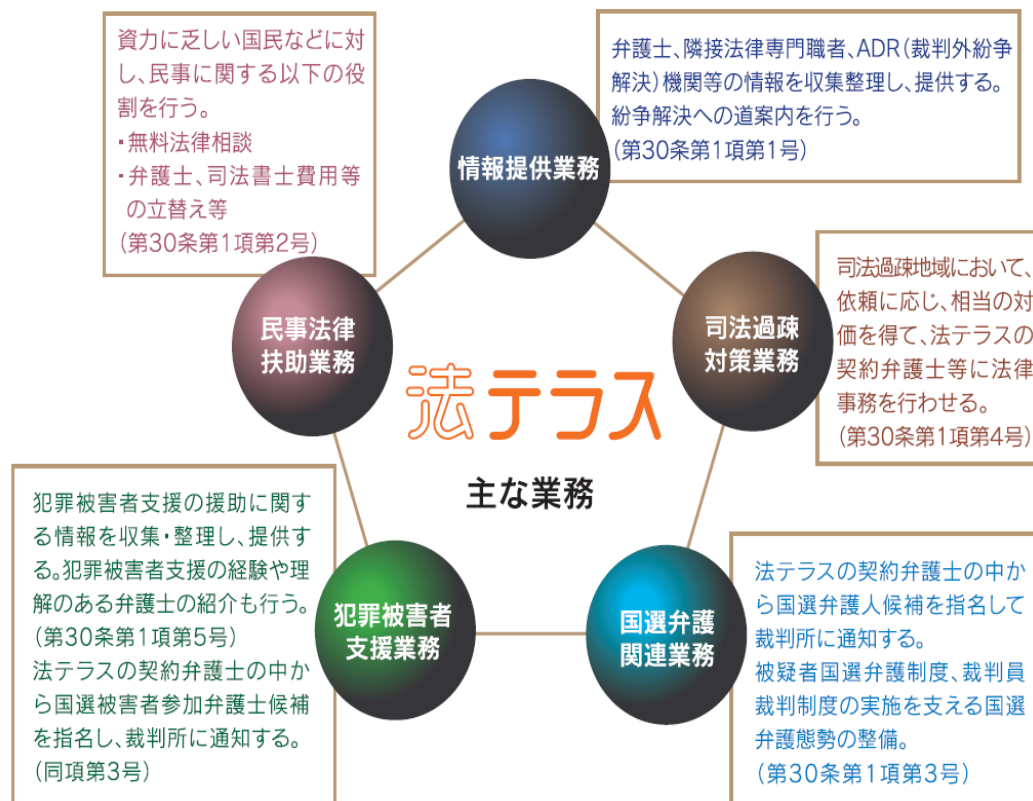 資力に乏しい国民などに対
し、民事に関する以下の役
割を行う。
・無料法律相談
・弁護士、司法書士費用等
の立替え等
(第30条第1項第2号)
弁護士、隣接法律専門職者、ADR(裁判外紛争
解決)機関等の情報を収集整理し、提供する。
紛争解決への道案内を行う。
(第30条第1項第1号)
情報提供業務
民事法律
扶助業務
司法過疎
対策業務
司法過疎地域において、
依頼に応じ、相当の対
価を得て、法テラスの
契約弁護士等に法律
事務を行わせる。
(第30条第1項第4号)
法テラス
主な業務
犯罪被害者支援の援助に関す
る情報を収集・整理し、提供す
る。犯罪被害者支援の経験や理
解のある弁護士の紹介も行う。
(第30条第1項第5号)
法テラスの契約弁護士の中か
ら国選被害者参加弁護士候補
を指名し、裁判所に通知する。
(同項第3号)
犯罪被害者
支援業務
国選弁護
関連業務
法テラスの契約弁護士の中か
ら国選弁護人候補を指名して
裁判所に通知する。
被疑者国選弁護制度、裁判員
裁判制度の実施を支える国選
弁護態勢の整備。
(第30条第1項第3号)